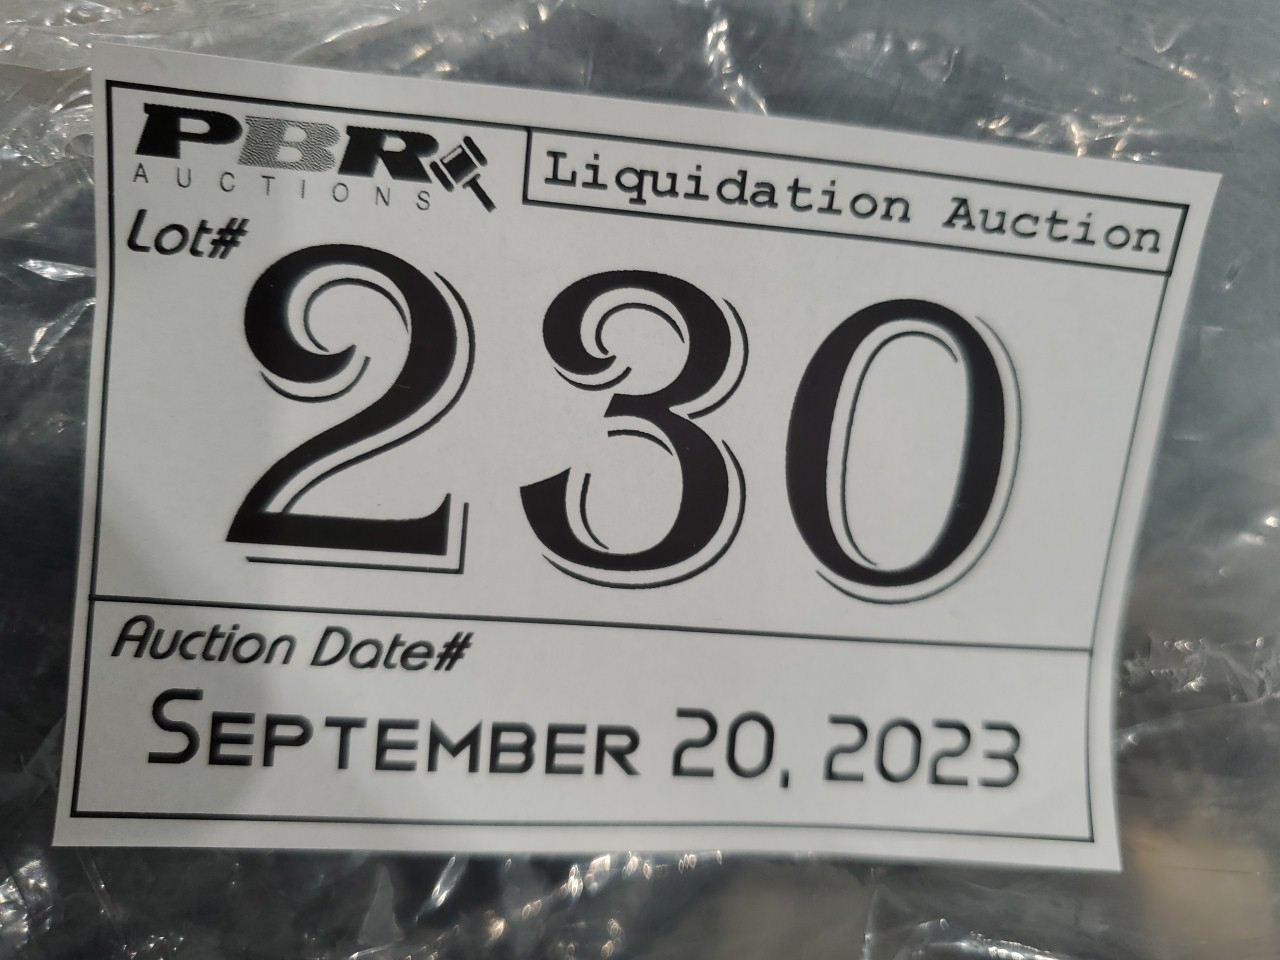 PBR
AUCTIONS
Liquidation Auction
Lot#
230
Auction Date#
September 20, 2023